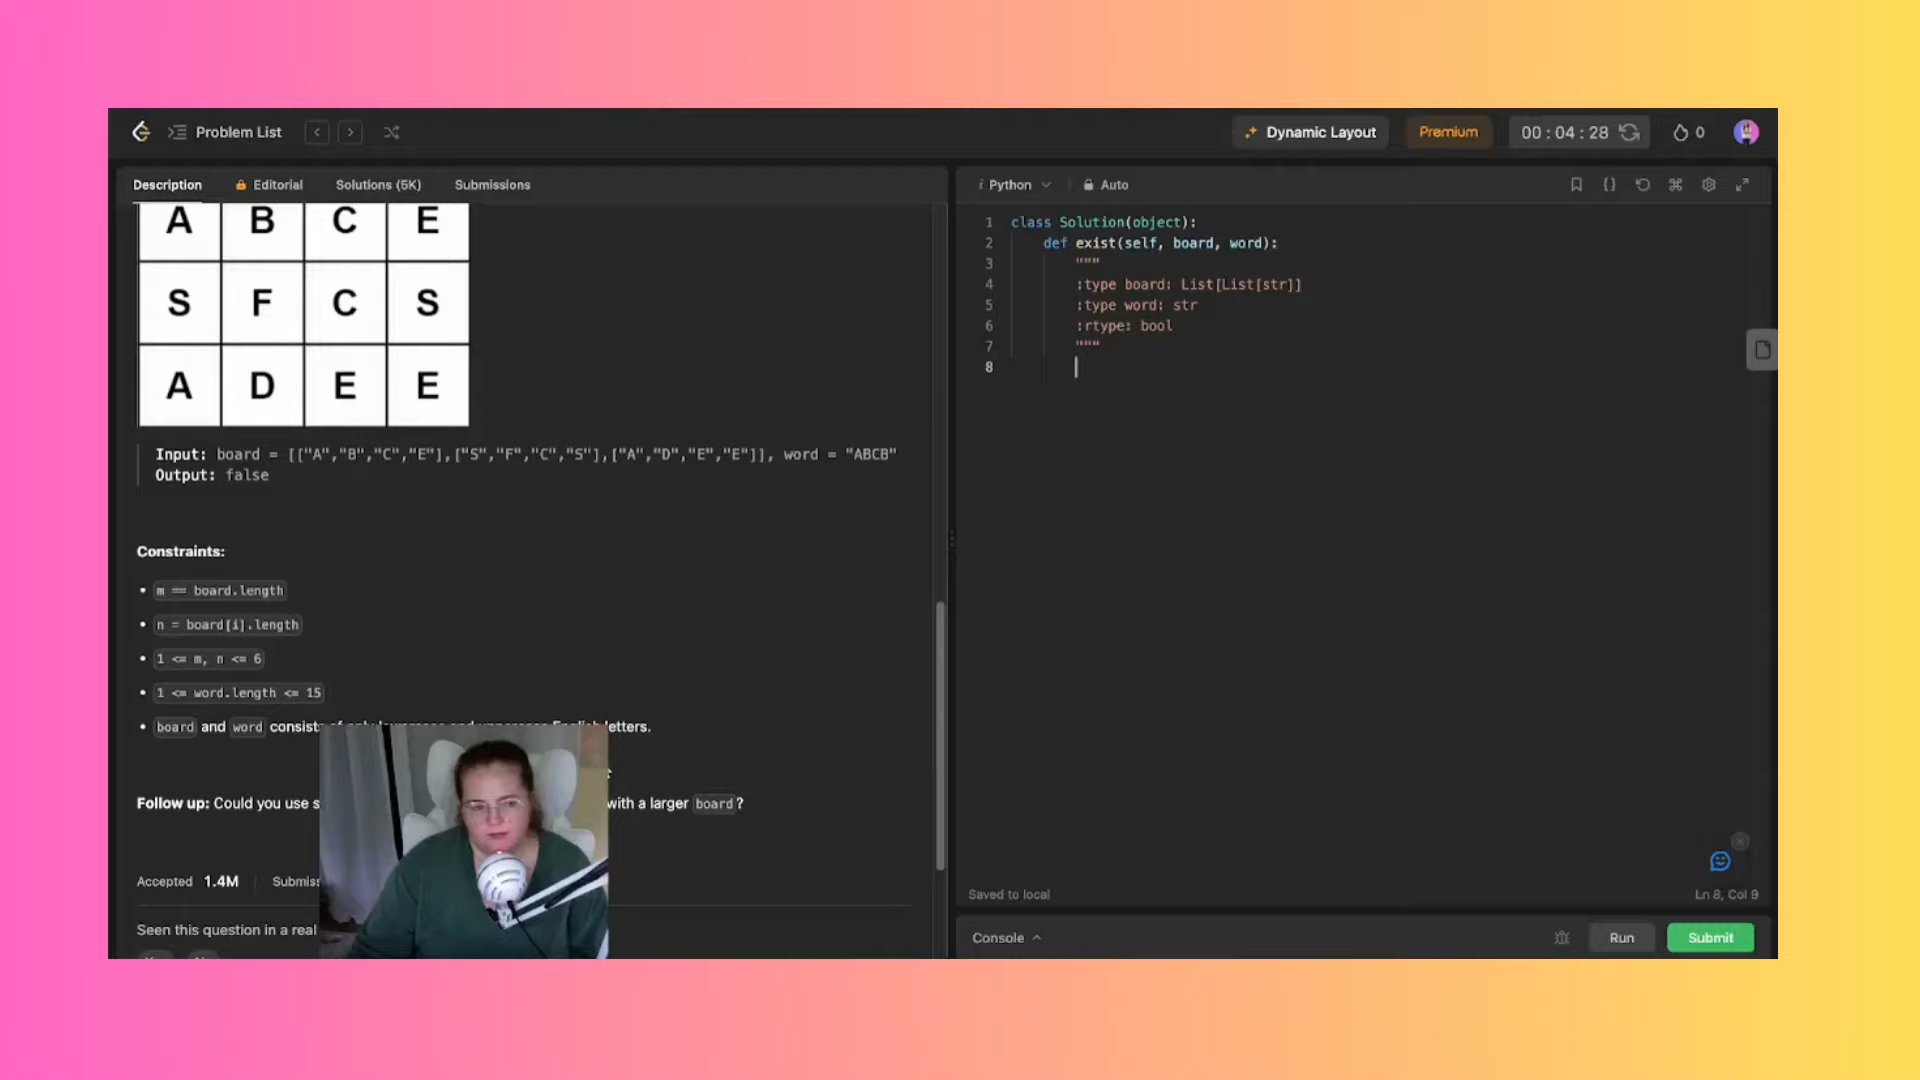 Problem List
Dynamic Layout
Premium
00 : 04 : 28
0
Description
Editorial
Solutions (5K)
Submissions
A B C E
S F C S
A D E E
Input: board = [["A","B","C","E"],["S","F","C","S"],["A","D","E","E"]], word = "ABCB"
Output: false
Constraints:
• m == board.length
• n = board[i].length
• 1 <= m, n <= 6
• 1 <= word.length <= 15
• board and word
letters.
Follow up: Could you use
with a larger board?
Accepted 1.4M
Seen this question in a real
i Python
Auto
1 class Solution(object):
2 def exist(self, board, word):
3 """
4 :type board: List[List[str]]
5 :type word: str
6 :rtype: bool
7 """
8
Saved to local
Ln 8, Col 9
Console
Run
Submit